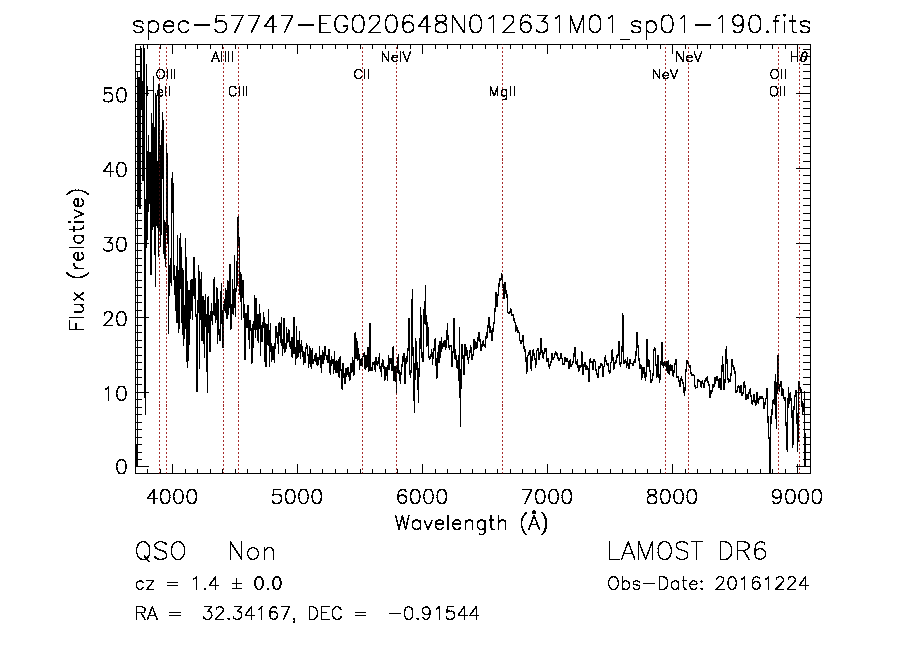 spec-57747-EG020648N012631M01_sp01-190.fits
AlIII NeIV NeV Hδ
OIII CII NeV OII
HeII CIII MgII OII
50
40
30
20
10
0
Flux (relative)
4000 5000 6000 7000 8000 9000
Wavelength (Å)
QSO Non LAMOST DR6
cz = 1.4 ± 0.0 Obs-Date: 20161224
RA = 32.34167, DEC = -0.91544